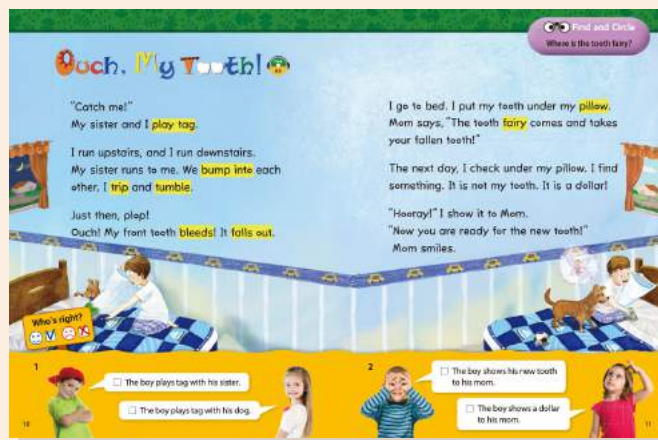 Find and Circle
Where is the tooth fairy?
Ouch, My Tooth!
"Catch me!"
My sister and I play tag.
I run upstairs, and I run downstairs.
My sister runs to me. We bump into each
other. I trip and tumble.
Just then, plop!
Ouch! My front tooth bleeds! It falls out.
I go to bed. I put my tooth under my pillow.
Mom says, "The tooth fairy comes and takes
your fallen tooth!"
The next day, I check under my pillow. I find
something. It is not my tooth. It is a dollar!
"Hooray!" I show it to Mom.
"Now you are ready for the new tooth!"
Mom smiles.
Who's right?
1
The boy plays tag with his sister.
The boy plays tag with his dog.
2
The boy shows his new tooth
to his mom.
The boy shows a dollar
to his mom.
10
11